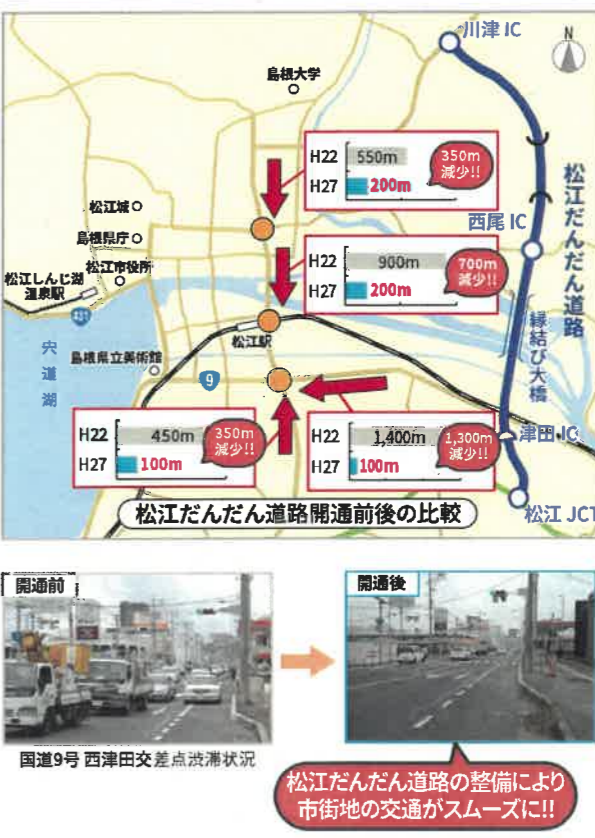 川津 IC
N
島根大学
H22 550m
H27 200m
350m
減少!!
松江だんだん道路
松江城
西尾 IC
島根県庁
松江市役所
H22 900m
H27 200m
700m
減少!!
松江しんじ湖
温泉駅
431
縁結び大橋
宍道湖
松江駅
島根県立美術館
9
H22 450m
H27 100m
350m
減少!!
H22 1,400m
H27 100m
1,300m
減少!!
津田 IC
松江 JCT
松江だんだん道路開通前後の比較
開通前
開通後
国道9号 西津田交差点渋滞状況
松江だんだん道路の整備により
市街地の交通がスムーズに!!